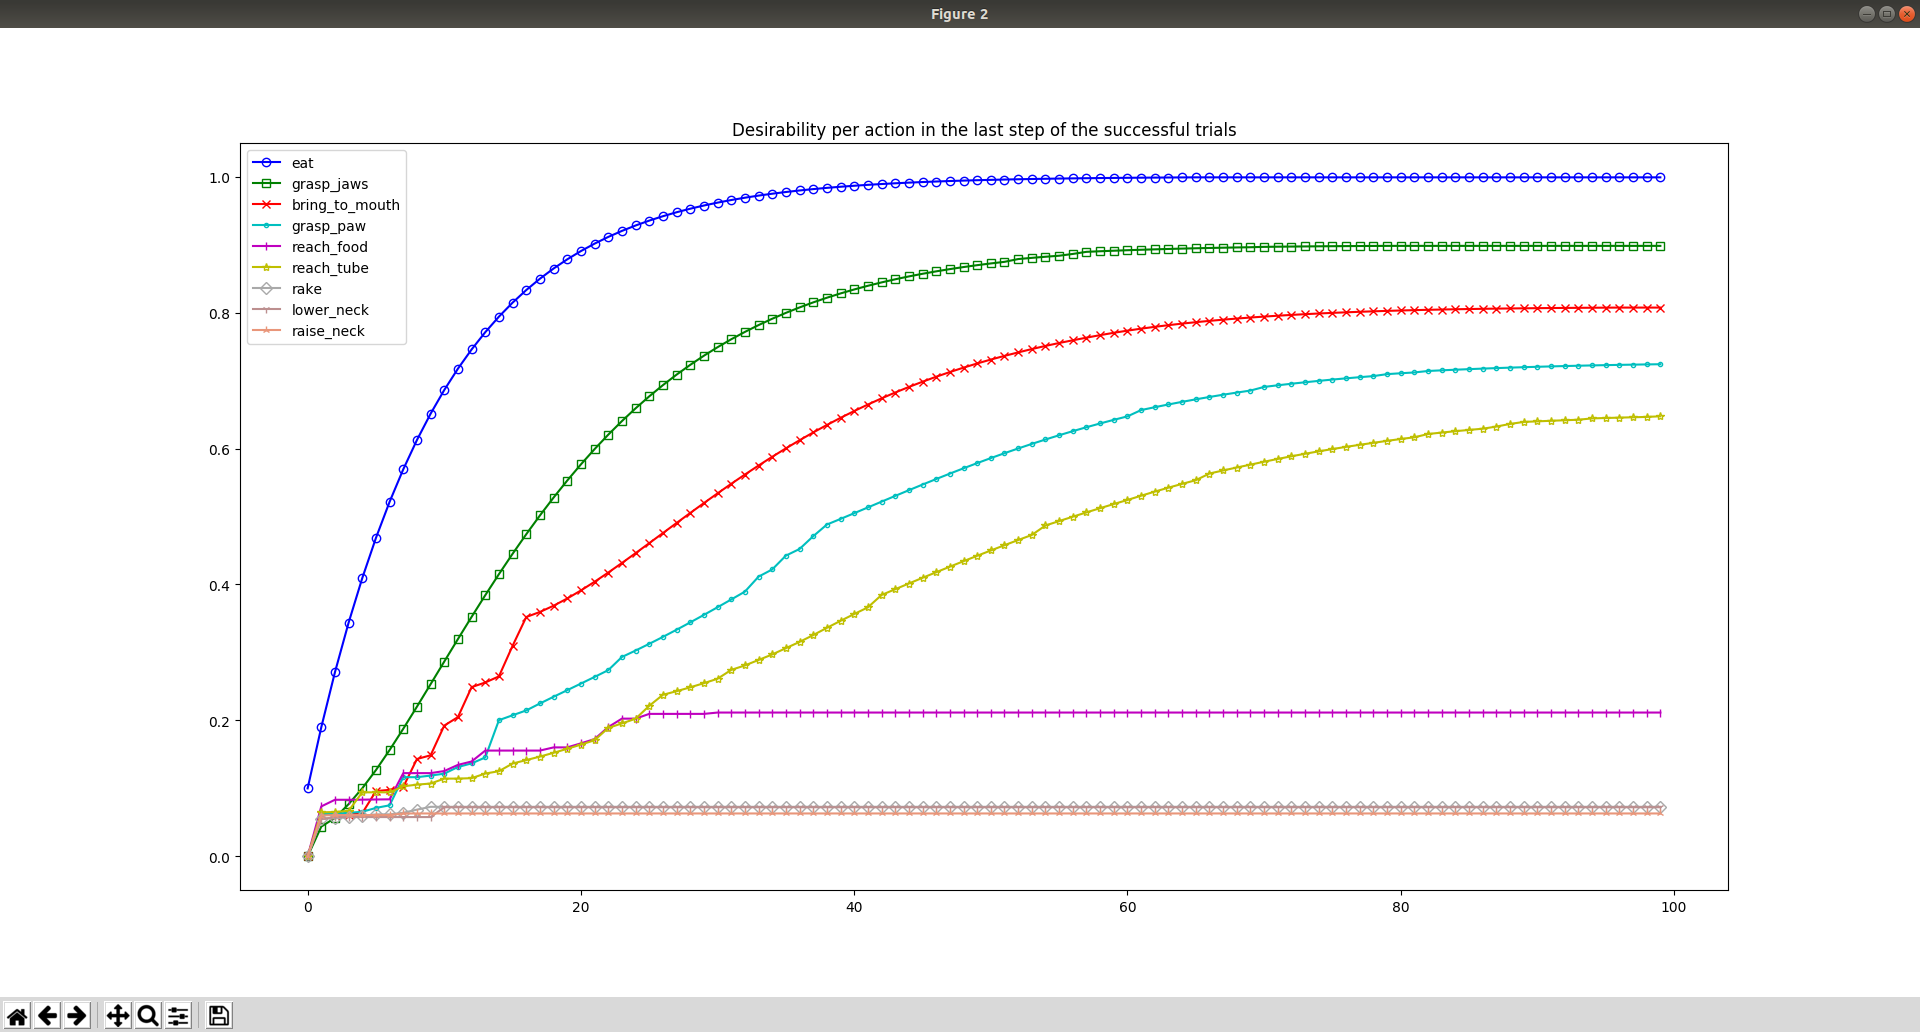 Figure 2
Desirability per action in the last step of the successful trials
eat
grasp_jaws
bring_to_mouth
grasp_paw
reach_food
reach_tube
rake
lower_neck
raise_neck
1.0
0.8
0.6
0.4
0.2
0.0
0 20 40 60 80 100